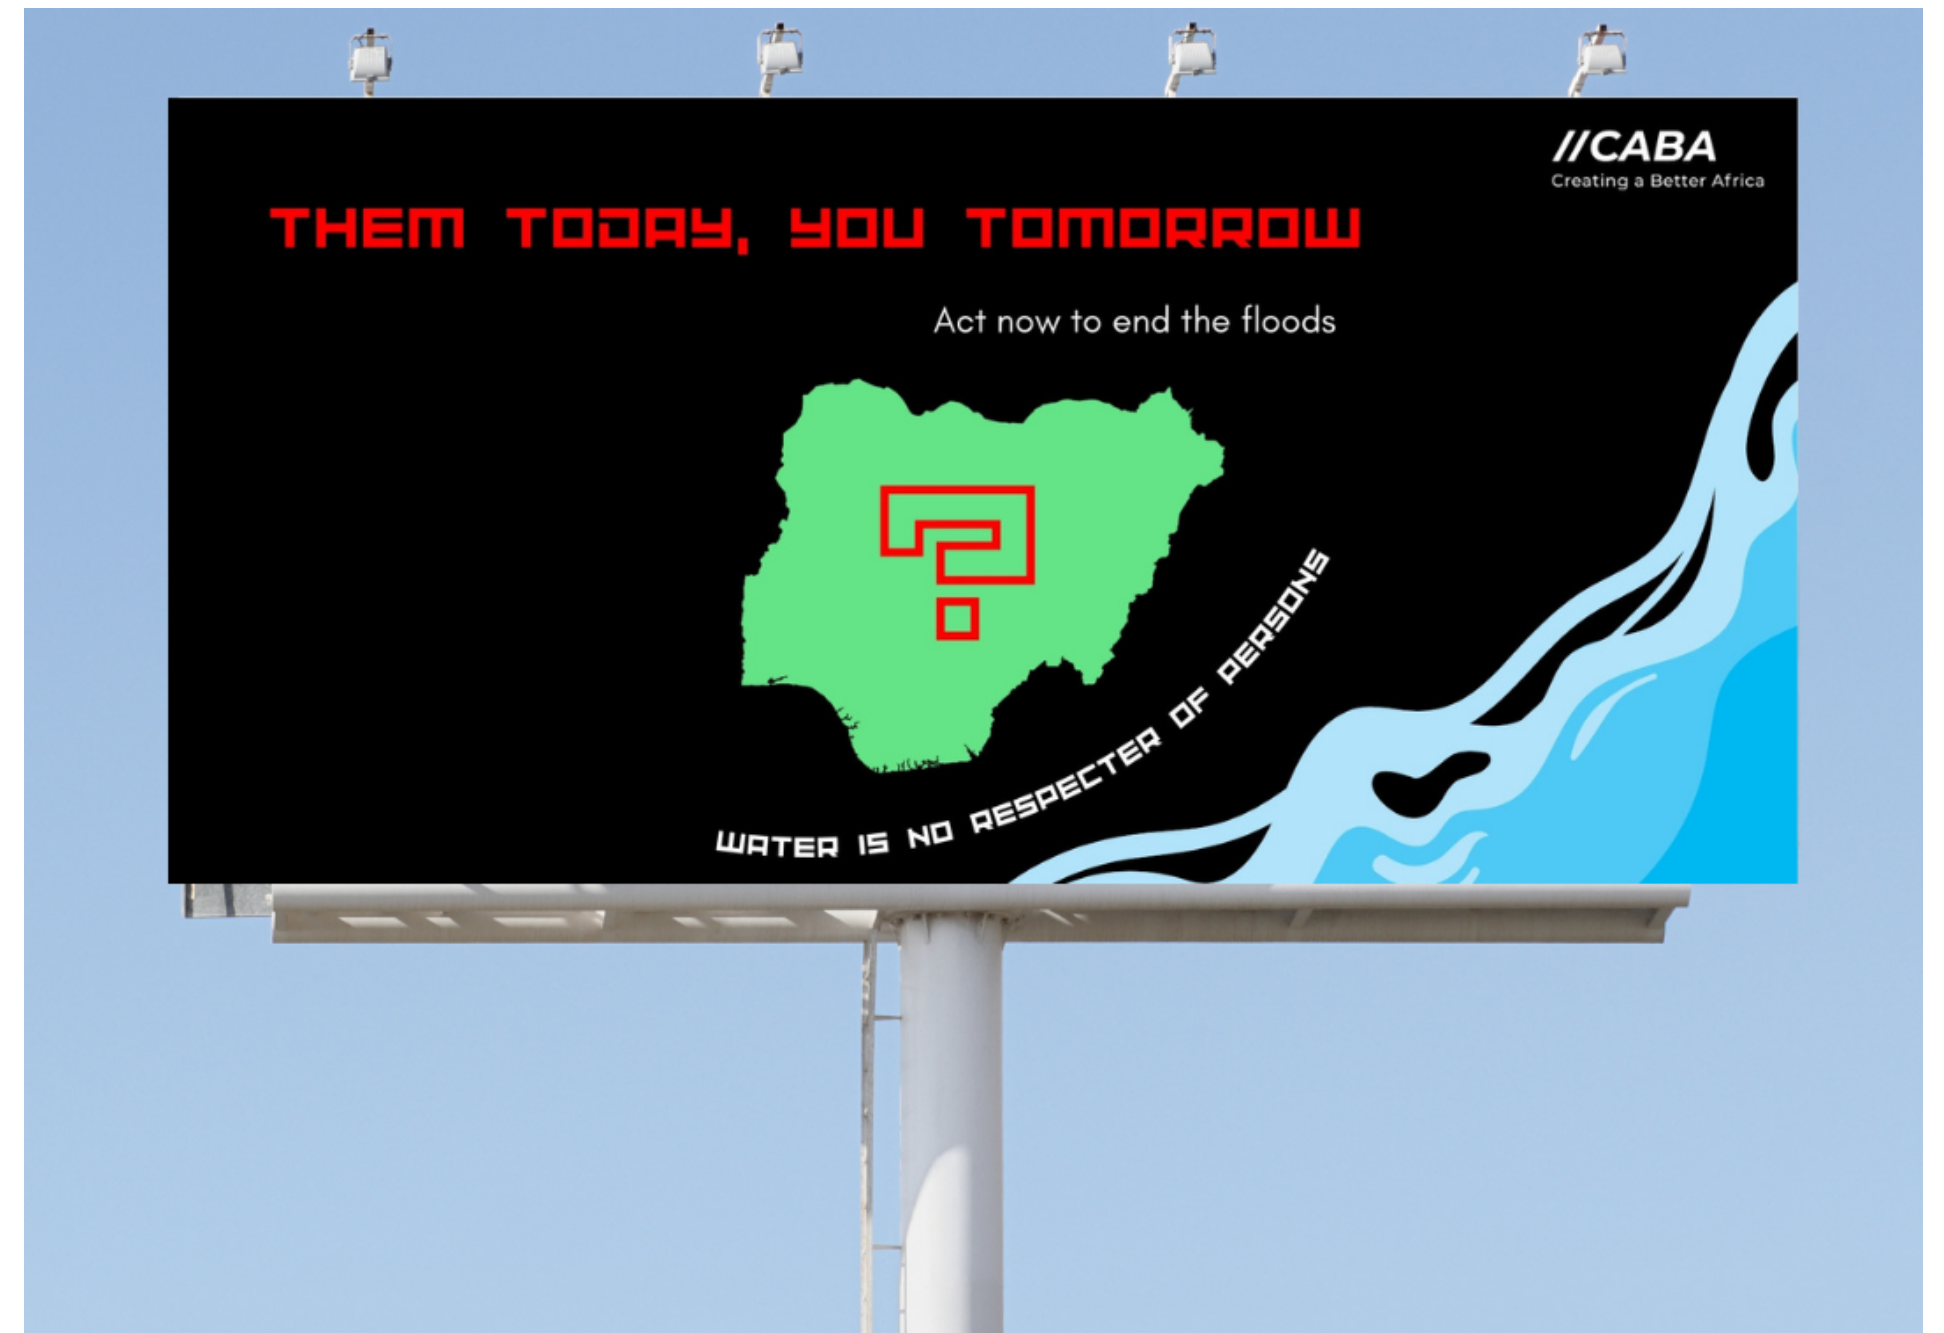 //CABA
Creating a Better Africa
THEM TODAY, YOU TOMORROW
Act now to end the floods
?
WATER IS NO RESPECTER OF PERSONS